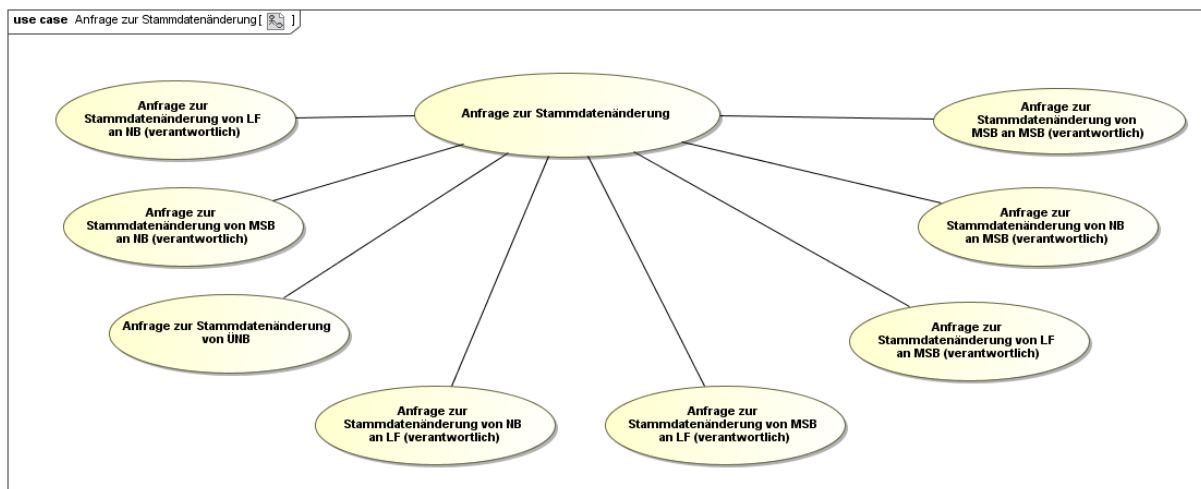 use case Anfrage zur Stammdatenänderung [ ]
Anfrage zur
Stammdatenänderung von LF
an NB (verantwortlich)
Anfrage zur Stammdatenänderung
Anfrage zur
Stammdatenänderung von
MSB an MSB (verantwortlich)
Anfrage zur
Stammdatenänderung von MSB
an NB (verantwortlich)
Anfrage zur
Stammdatenänderung von NB
an MSB (verantwortlich)
Anfrage zur Stammdatenänderung
von ÜNB
Anfrage zur
Stammdatenänderung von LF
an MSB (verantwortlich)
Anfrage zur
Stammdatenänderung von NB
an LF (verantwortlich)
Anfrage zur
Stammdatenänderung von MSB
an LF (verantwortlich)